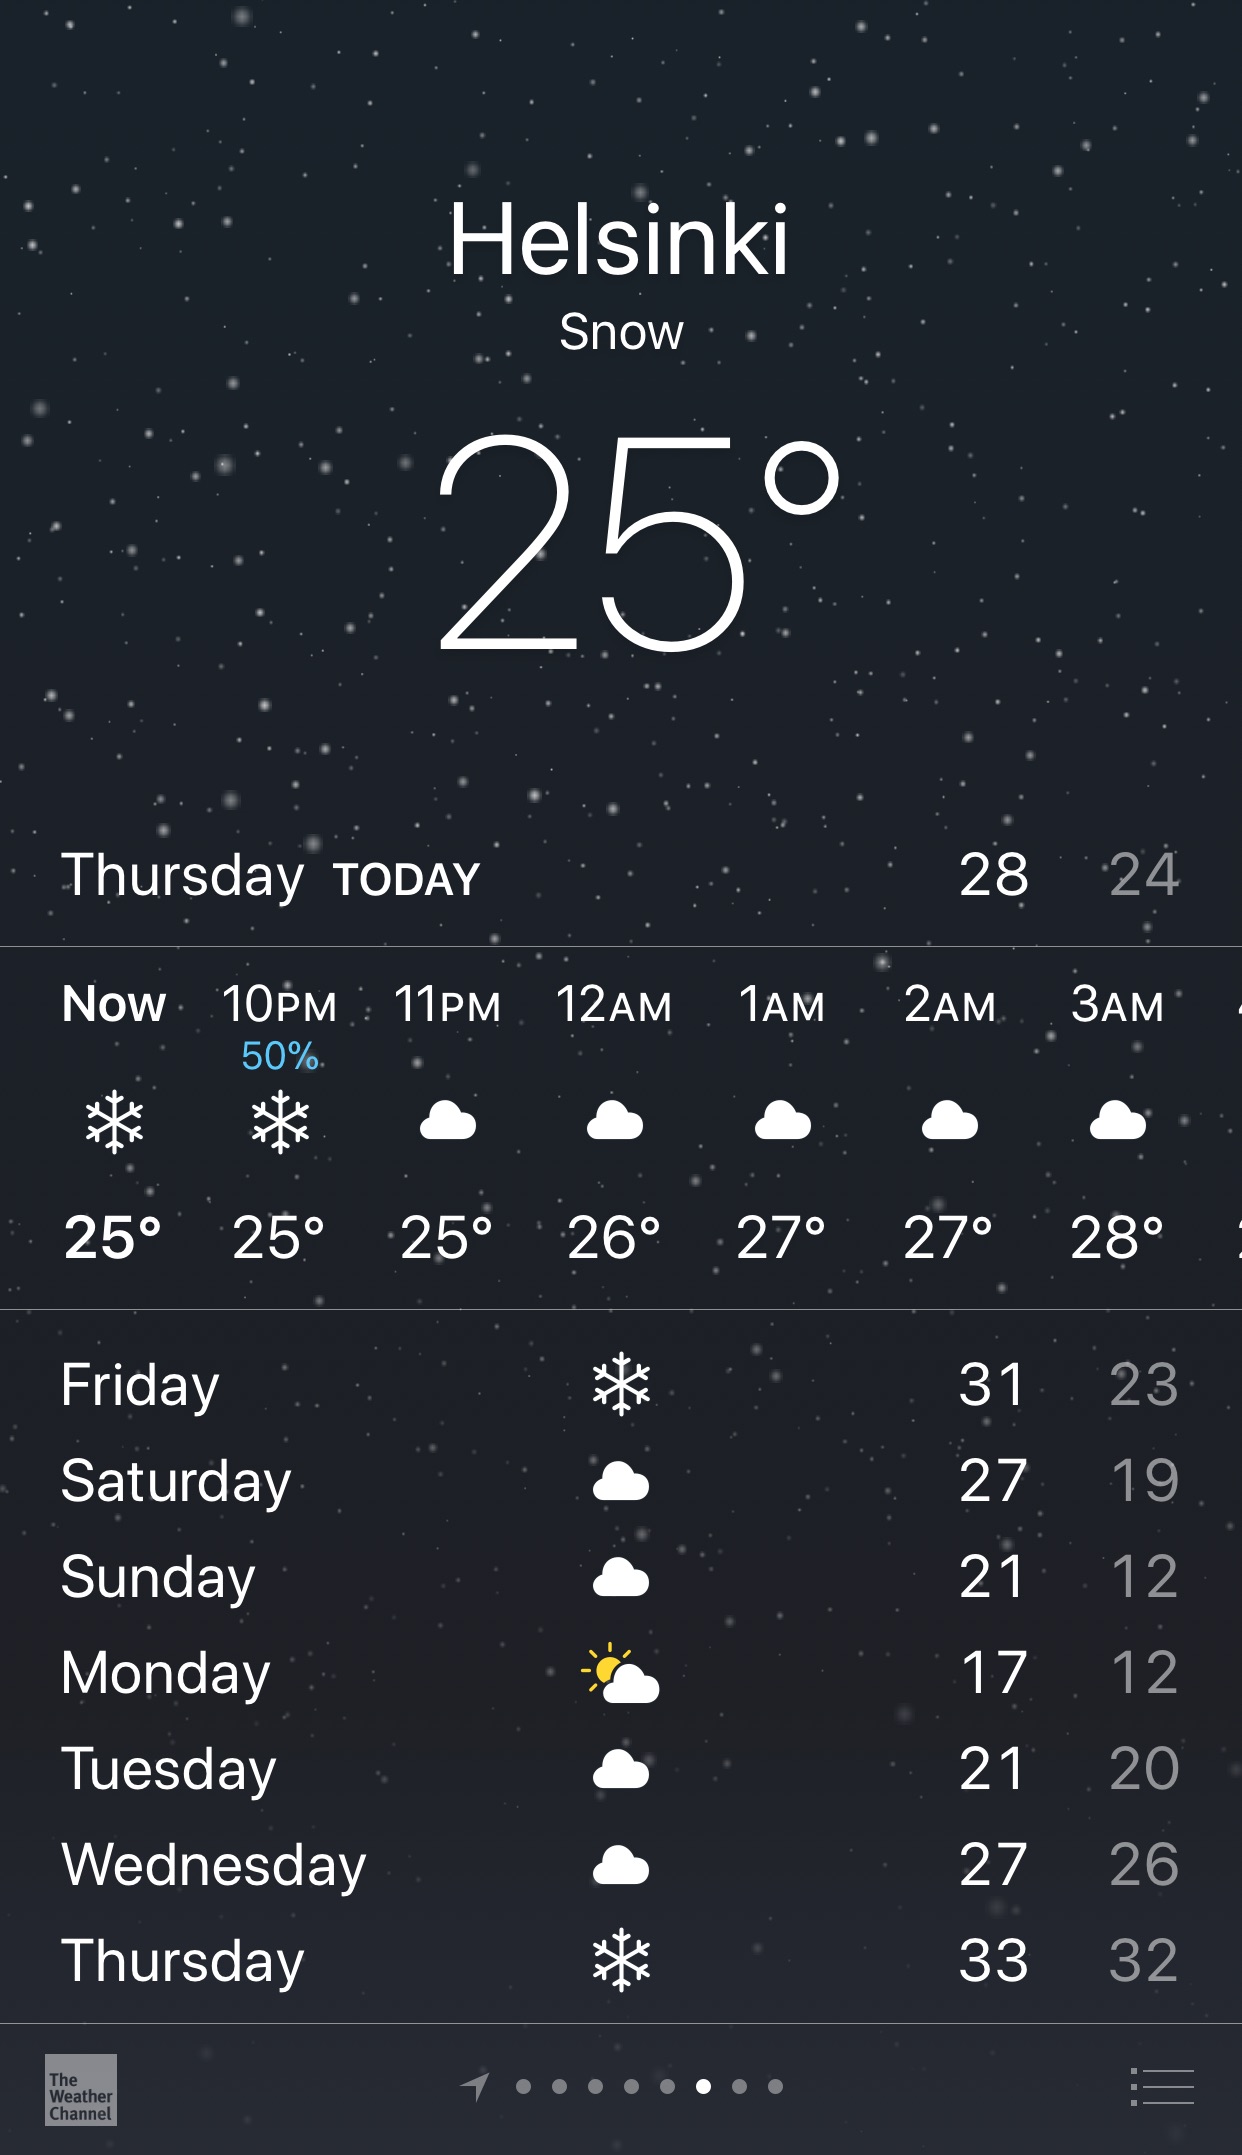 Helsinki
Snow
25°
Thursday TODAY 28 24
Now 10PM 11PM 12AM 1AM 2AM 3AM
50%
25° 25° 25° 26° 27° 27° 28°
Friday 31 23
Saturday 27 19
Sunday 21 12
Monday 17 12
Tuesday 21 20
Wednesday 27 26
Thursday 33 32
The
Weather
Channel